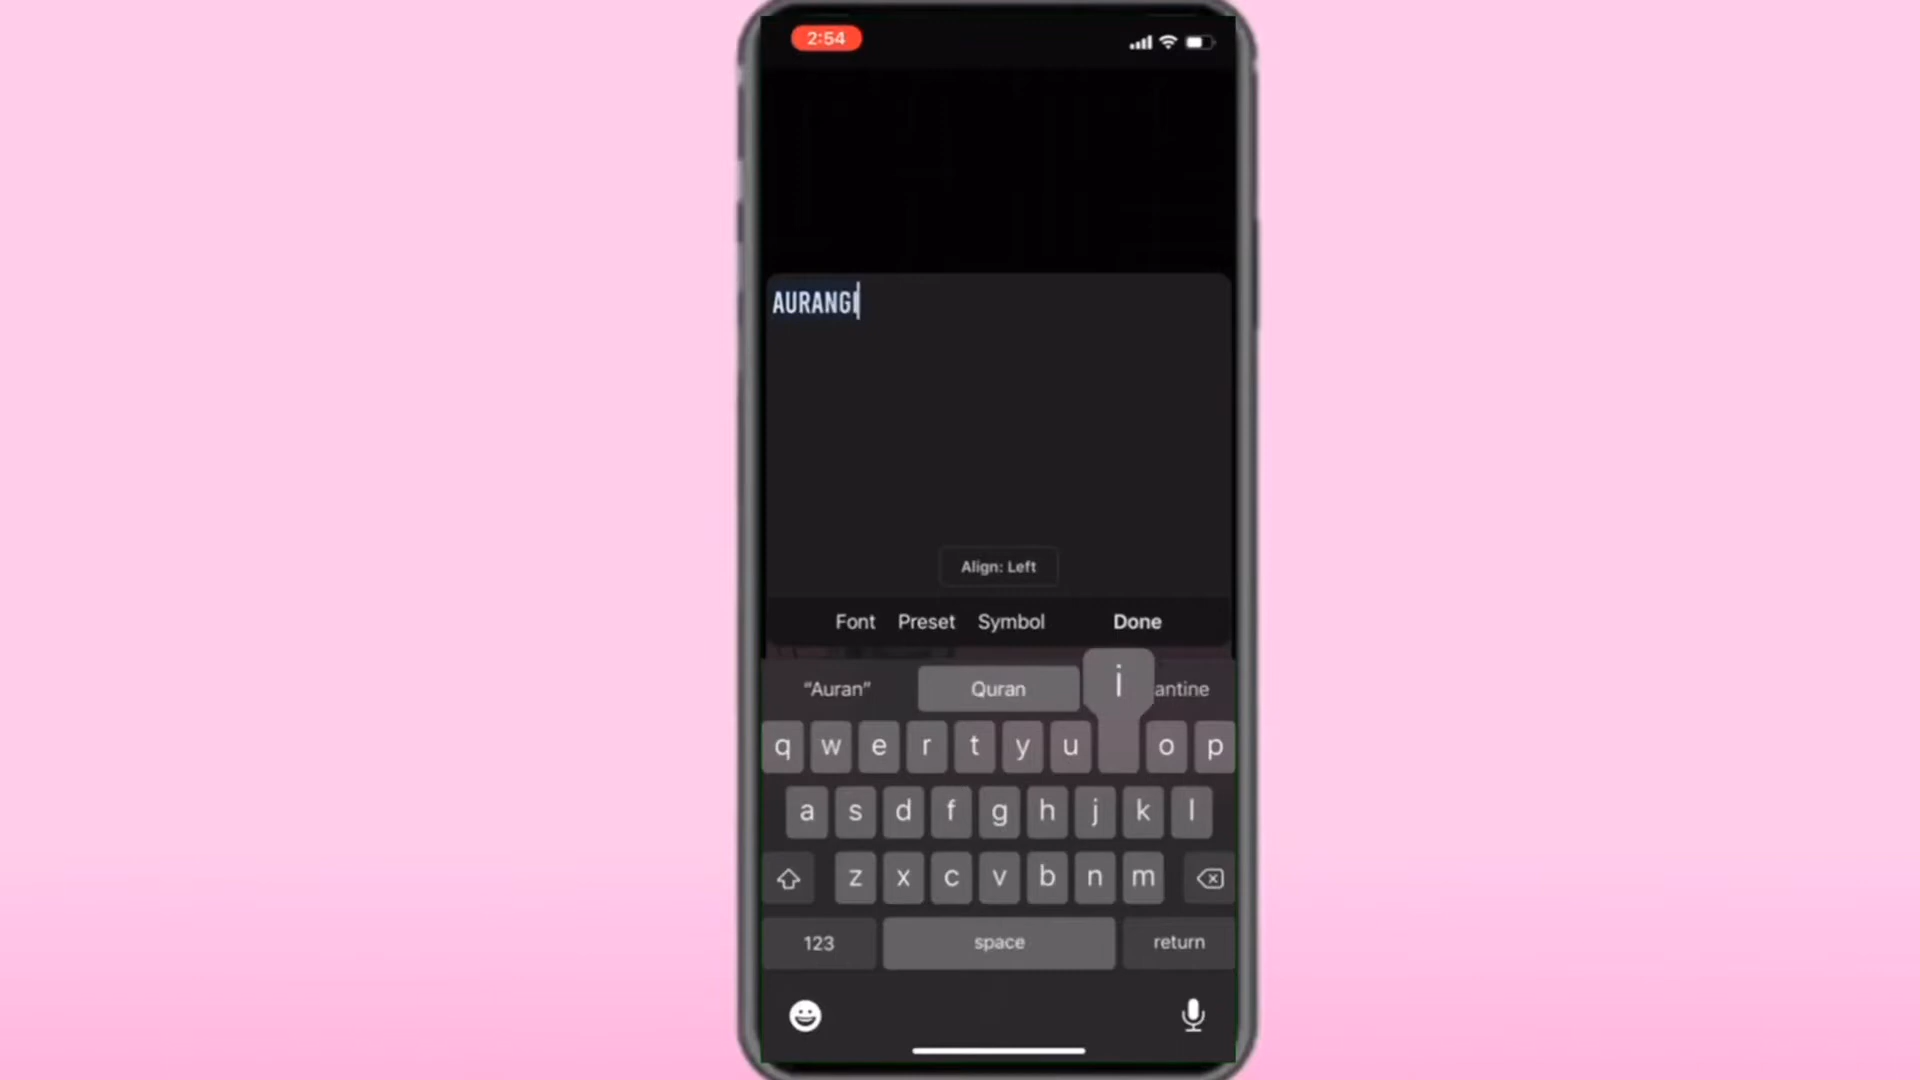 2:54
AURANGI
Align: Left
Font Preset Symbol Done
“Auran” Quran i antine
q w e r t y u o p
a s d f g h j k l
z x c v b n m
123 space return